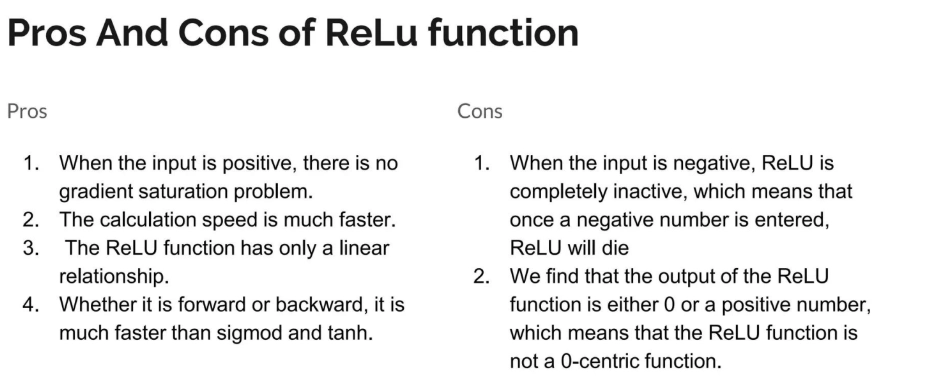 Pros And Cons of ReLu function
Pros
1. When the input is positive, there is no
gradient saturation problem.
2. The calculation speed is much faster.
3. The ReLU function has only a linear
relationship.
4. Whether it is forward or backward, it is
much faster than sigmod and tanh.
Cons
1. When the input is negative, ReLU is
completely inactive, which means that
once a negative number is entered,
ReLU will die
2. We find that the output of the ReLU
function is either 0 or a positive number,
which means that the ReLU function is
not a 0-centric function.